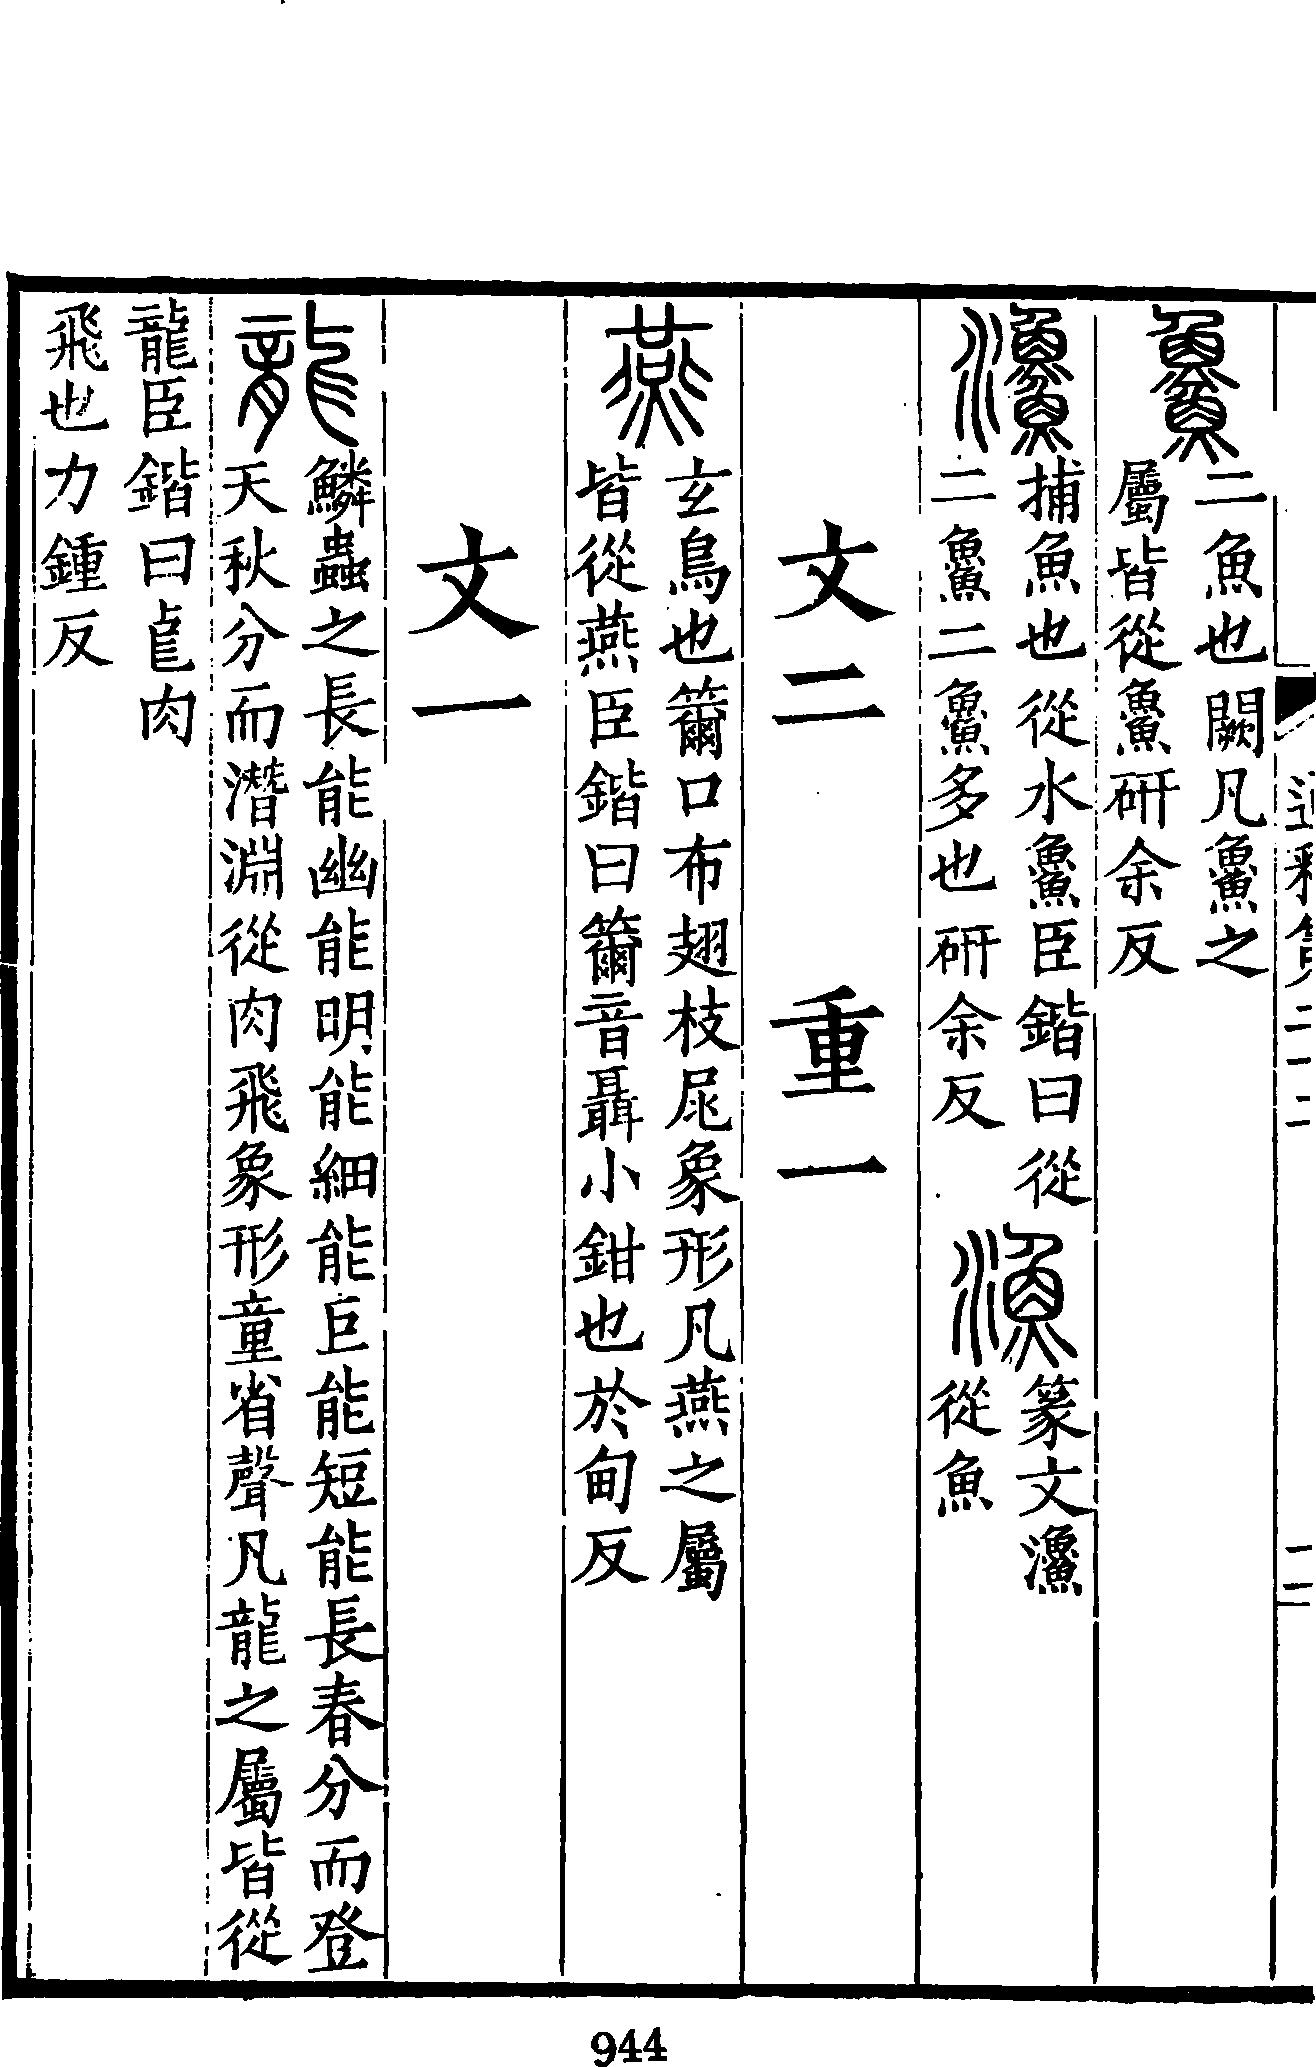 䲆
二魚也闕凡䲆之
屬皆從䲆研余反
捕魚也從水䲆臣鍇曰從
二䲆二䲆多也研余反
漁
篆文
從魚
文二 重一
燕
玄鳥也籋口布翅枝尾象形凡燕之屬
皆從燕臣鍇曰籋音聶小鉗也於甸反
文一
龍
鱗蟲之長能幽能明能細能巨能短能長春分而登
天秋分而潛淵從肉飛象形童省聲凡龍之屬皆從
龍臣鍇曰肉
飛也力鍾反
944